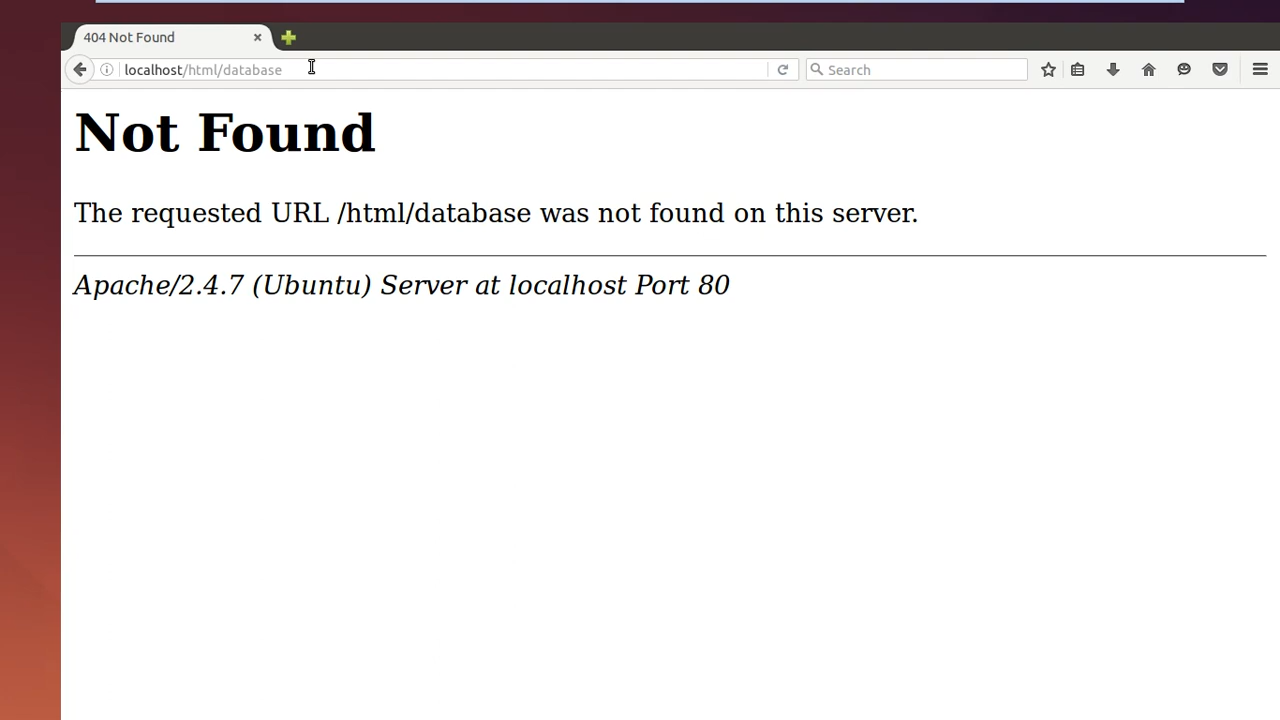 404 Not Found
localhost/html/database
Search
Not Found
The requested URL /html/database was not found on this server.
Apache/2.4.7 (Ubuntu) Server at localhost Port 80